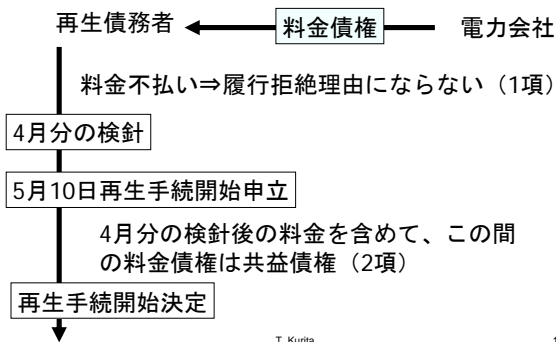 再生債務者 料金債権 電力会社
料金不払い⇒履行拒絶理由にならない（1項）
4月分の検針
5月10日再生手続開始申立
4月分の検針後の料金を含めて、この間
の料金債権は共益債権（2項）
再生手続開始決定
T. Kurita